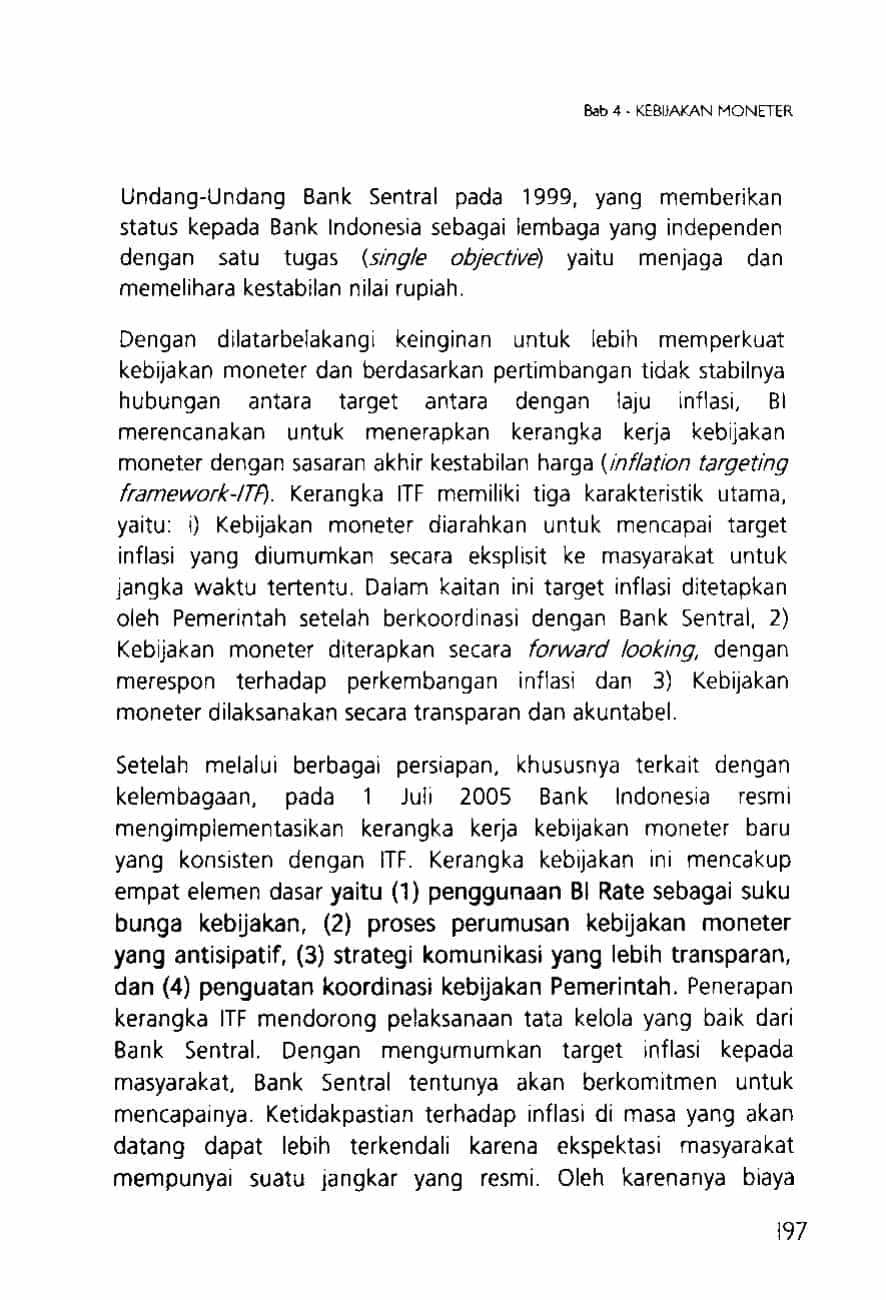 Bab 4 - KEBIJAKAN MONETER
Undang-Undang Bank Sentral pada 1999, yang memberikan
status kepada Bank Indonesia sebagai lembaga yang independen
dengan satu tugas (single objective) yaitu menjaga dan
memelihara kestabilan nilai rupiah.
Dengan dilatarbelakangi keinginan untuk lebih memperkuat
kebijakan moneter dan berdasarkan pertimbangan tidak stabilnya
hubungan antara target antara dengan laju inflasi, BI
merencanakan untuk menerapkan kerangka kerja kebijakan
moneter dengan sasaran akhir kestabilan harga (inflation targeting
framework-ITF). Kerangka ITF memiliki tiga karakteristik utama,
yaitu: i) Kebijakan moneter diarahkan untuk mencapai target
inflasi yang diumumkan secara eksplisit ke masyarakat untuk
jangka waktu tertentu. Dalam kaitan ini target inflasi ditetapkan
oleh Pemerintah setelah berkoordinasi dengan Bank Sentral, 2)
Kebijakan moneter diterapkan secara forward looking, dengan
merespon terhadap perkembangan inflasi dan 3) Kebijakan
moneter dilaksanakan secara transparan dan akuntabel.
Setelah melalui berbagai persiapan, khususnya terkait dengan
kelembagaan, pada 1 Juli 2005 Bank Indonesia resmi
mengimplementasikan kerangka kerja kebijakan moneter baru
yang konsisten dengan ITF. Kerangka kebijakan ini mencakup
empat elemen dasar yaitu (1) penggunaan BI Rate sebagai suku
bunga kebijakan, (2) proses perumusan kebijakan moneter
yang antisipatif, (3) strategi komunikasi yang lebih transparan,
dan (4) penguatan koordinasi kebijakan Pemerintah. Penerapan
kerangka ITF mendorong pelaksanaan tata kelola yang baik dari
Bank Sentral. Dengan mengumumkan target inflasi kepada
masyarakat, Bank Sentral tentunya akan berkomitmen untuk
mencapainya. Ketidakpastian terhadap inflasi di masa yang akan
datang dapat lebih terkendali karena ekspektasi masyarakat
mempunyai suatu jangkar yang resmi. Oleh karenanya biaya
197